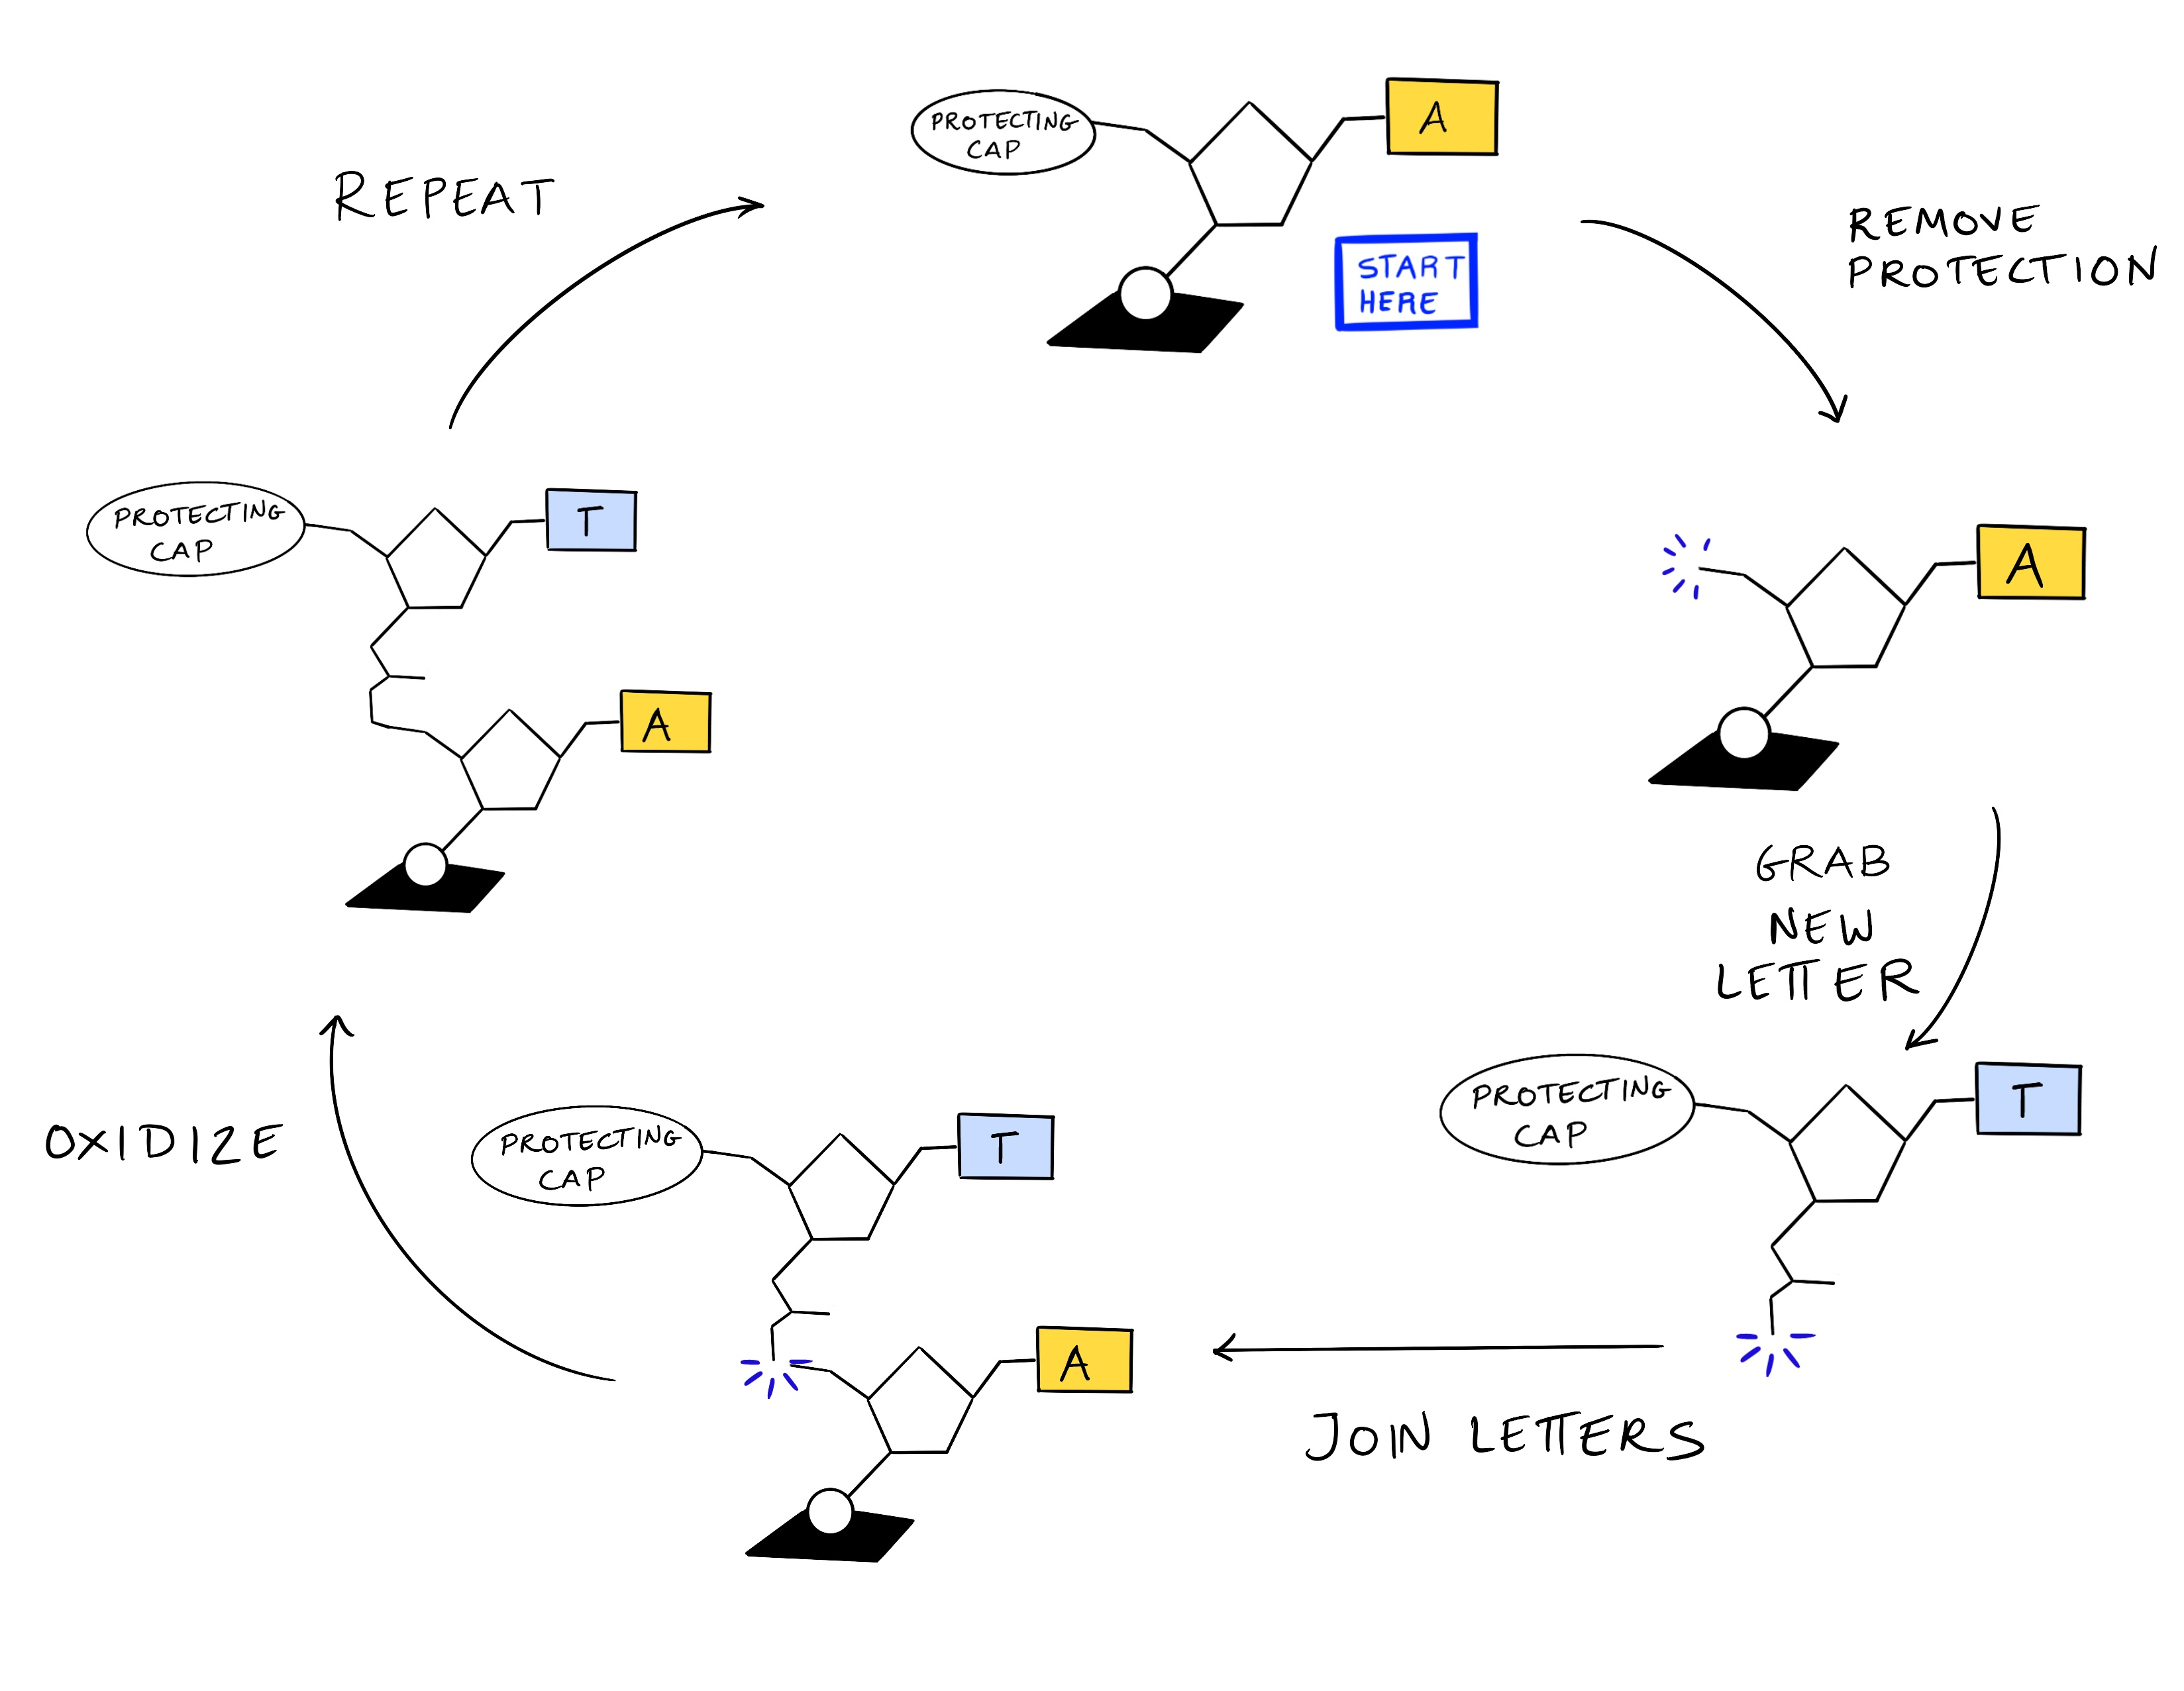 PROTECTING
CAP
A
START
HERE
REMOVE
PROTECTION
A
GRAB
NEW
LETTER
PROTECTING
CAP
T
JOIN LETTERS
PROTECTING
CAP
T
A
OXIDIZE
PROTECTING
CAP
T
A
REPEAT